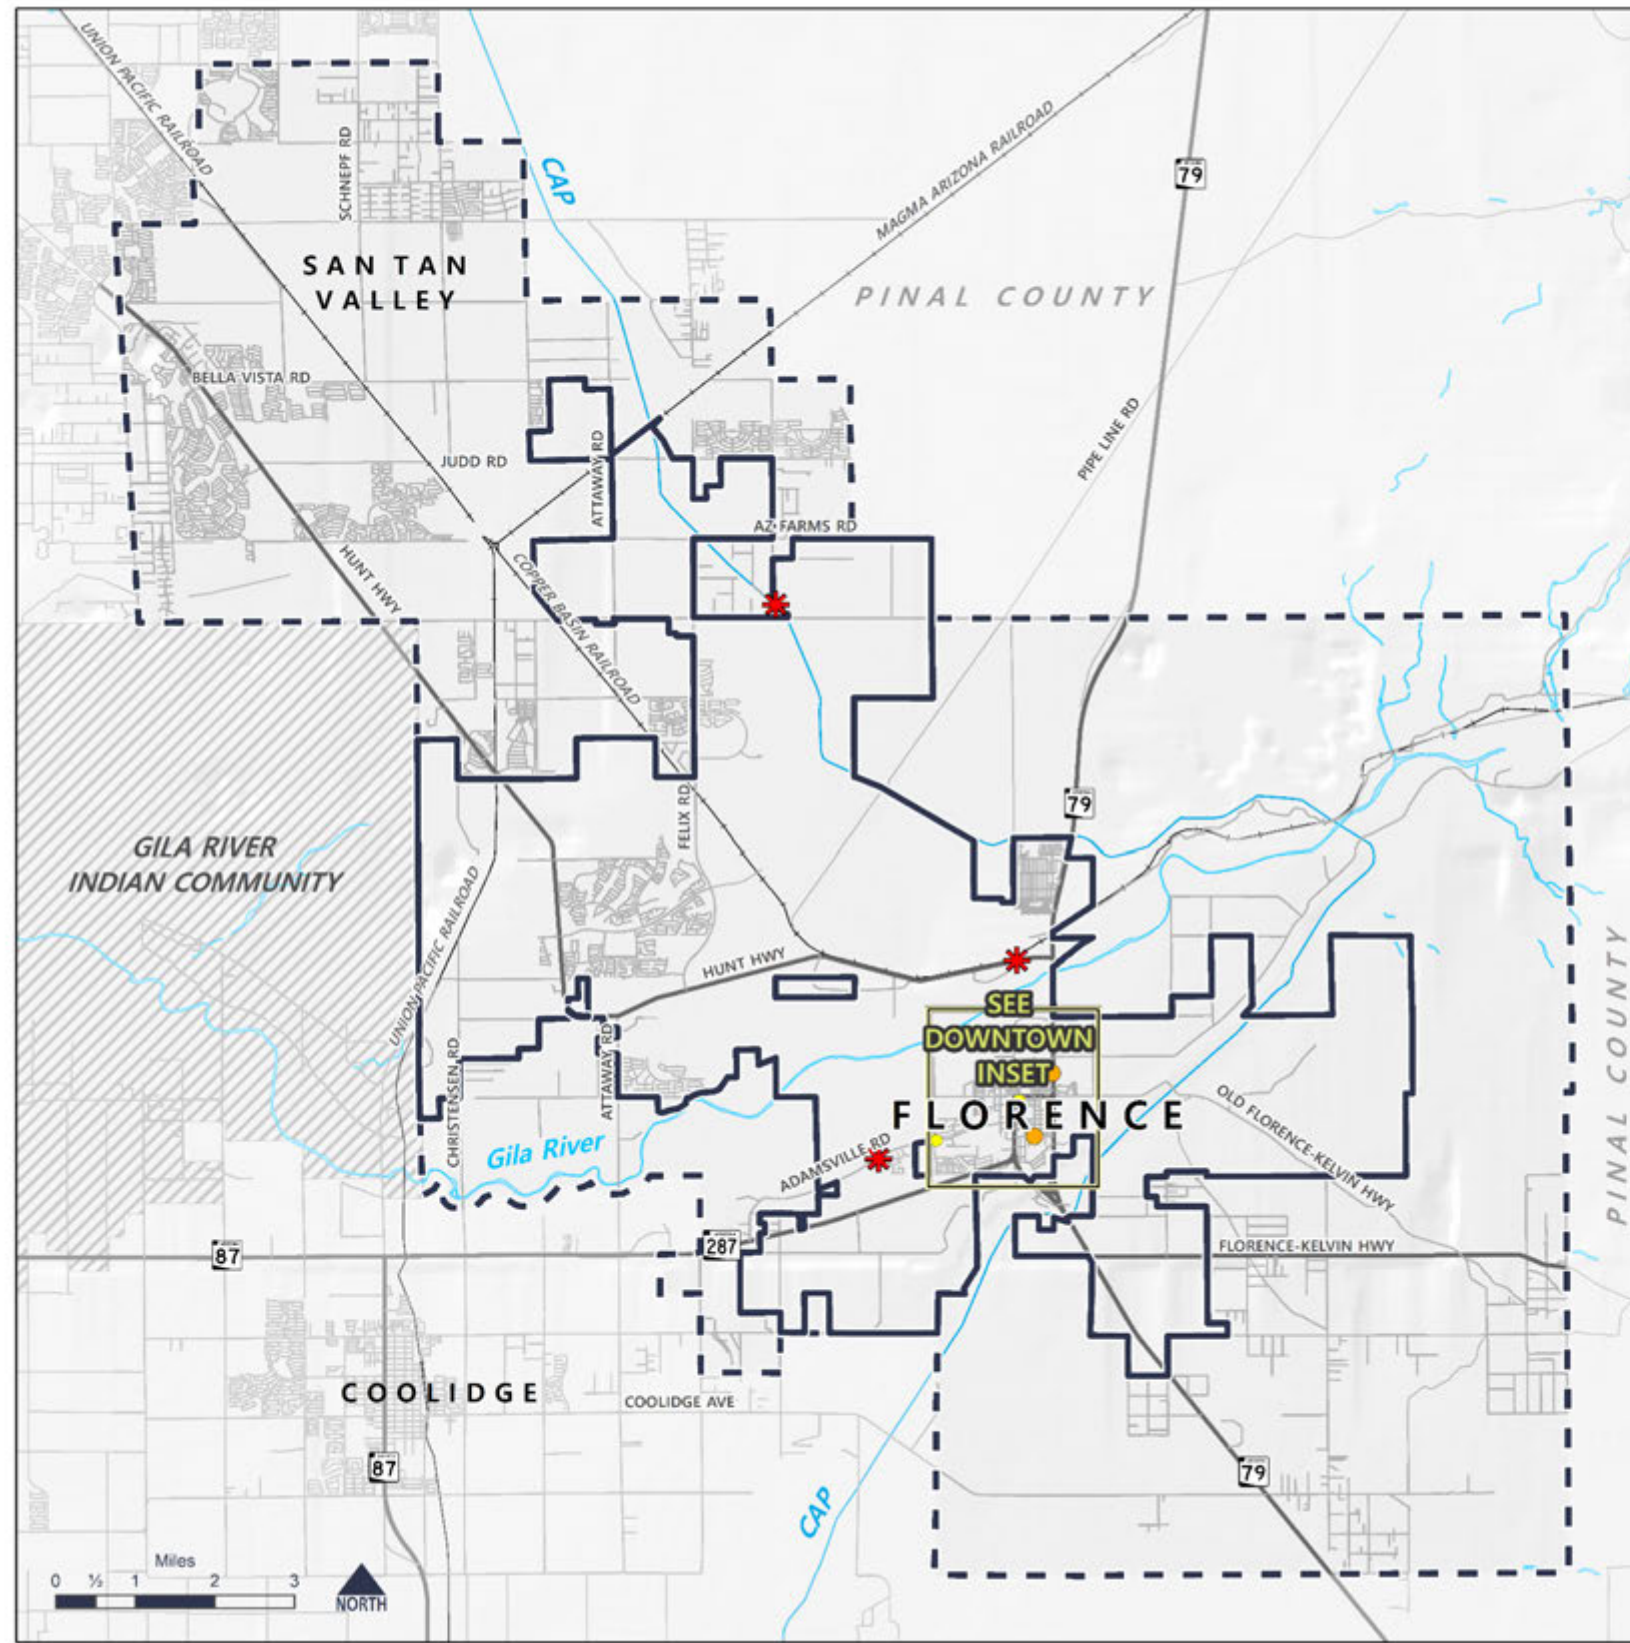 UNION PACIFIC RAILROAD
SCHNEPF RD
CAP
MAGMA ARIZONA RAILROAD
79
SAN TAN
VALLEY
PINAL COUNTY
BELLA VISTA RD
PIPE LINE RD
JUDD RD
ATTAWAY RD
AZ FARMS RD
HUNT HWY
COPPER BASIN RAILROAD
79
FELIX RD
GILA RIVER
INDIAN COMMUNITY
UNION PACIFIC RAILROAD
HUNT HWY
PINAL COUNTY
SEE
DOWNTOWN
INSET
CHRISTENSEN RD
ATTAWAY RD
FLORENCE
OLD FLORENCE-KELVIN HWY
Gila River
ADAMSVILLE RD
87
287
FLORENCE-KELVIN HWY
COOLIDGE
COOLIDGE AVE
87
79
CAP
Miles
0 ½ 1 2 3
NORTH